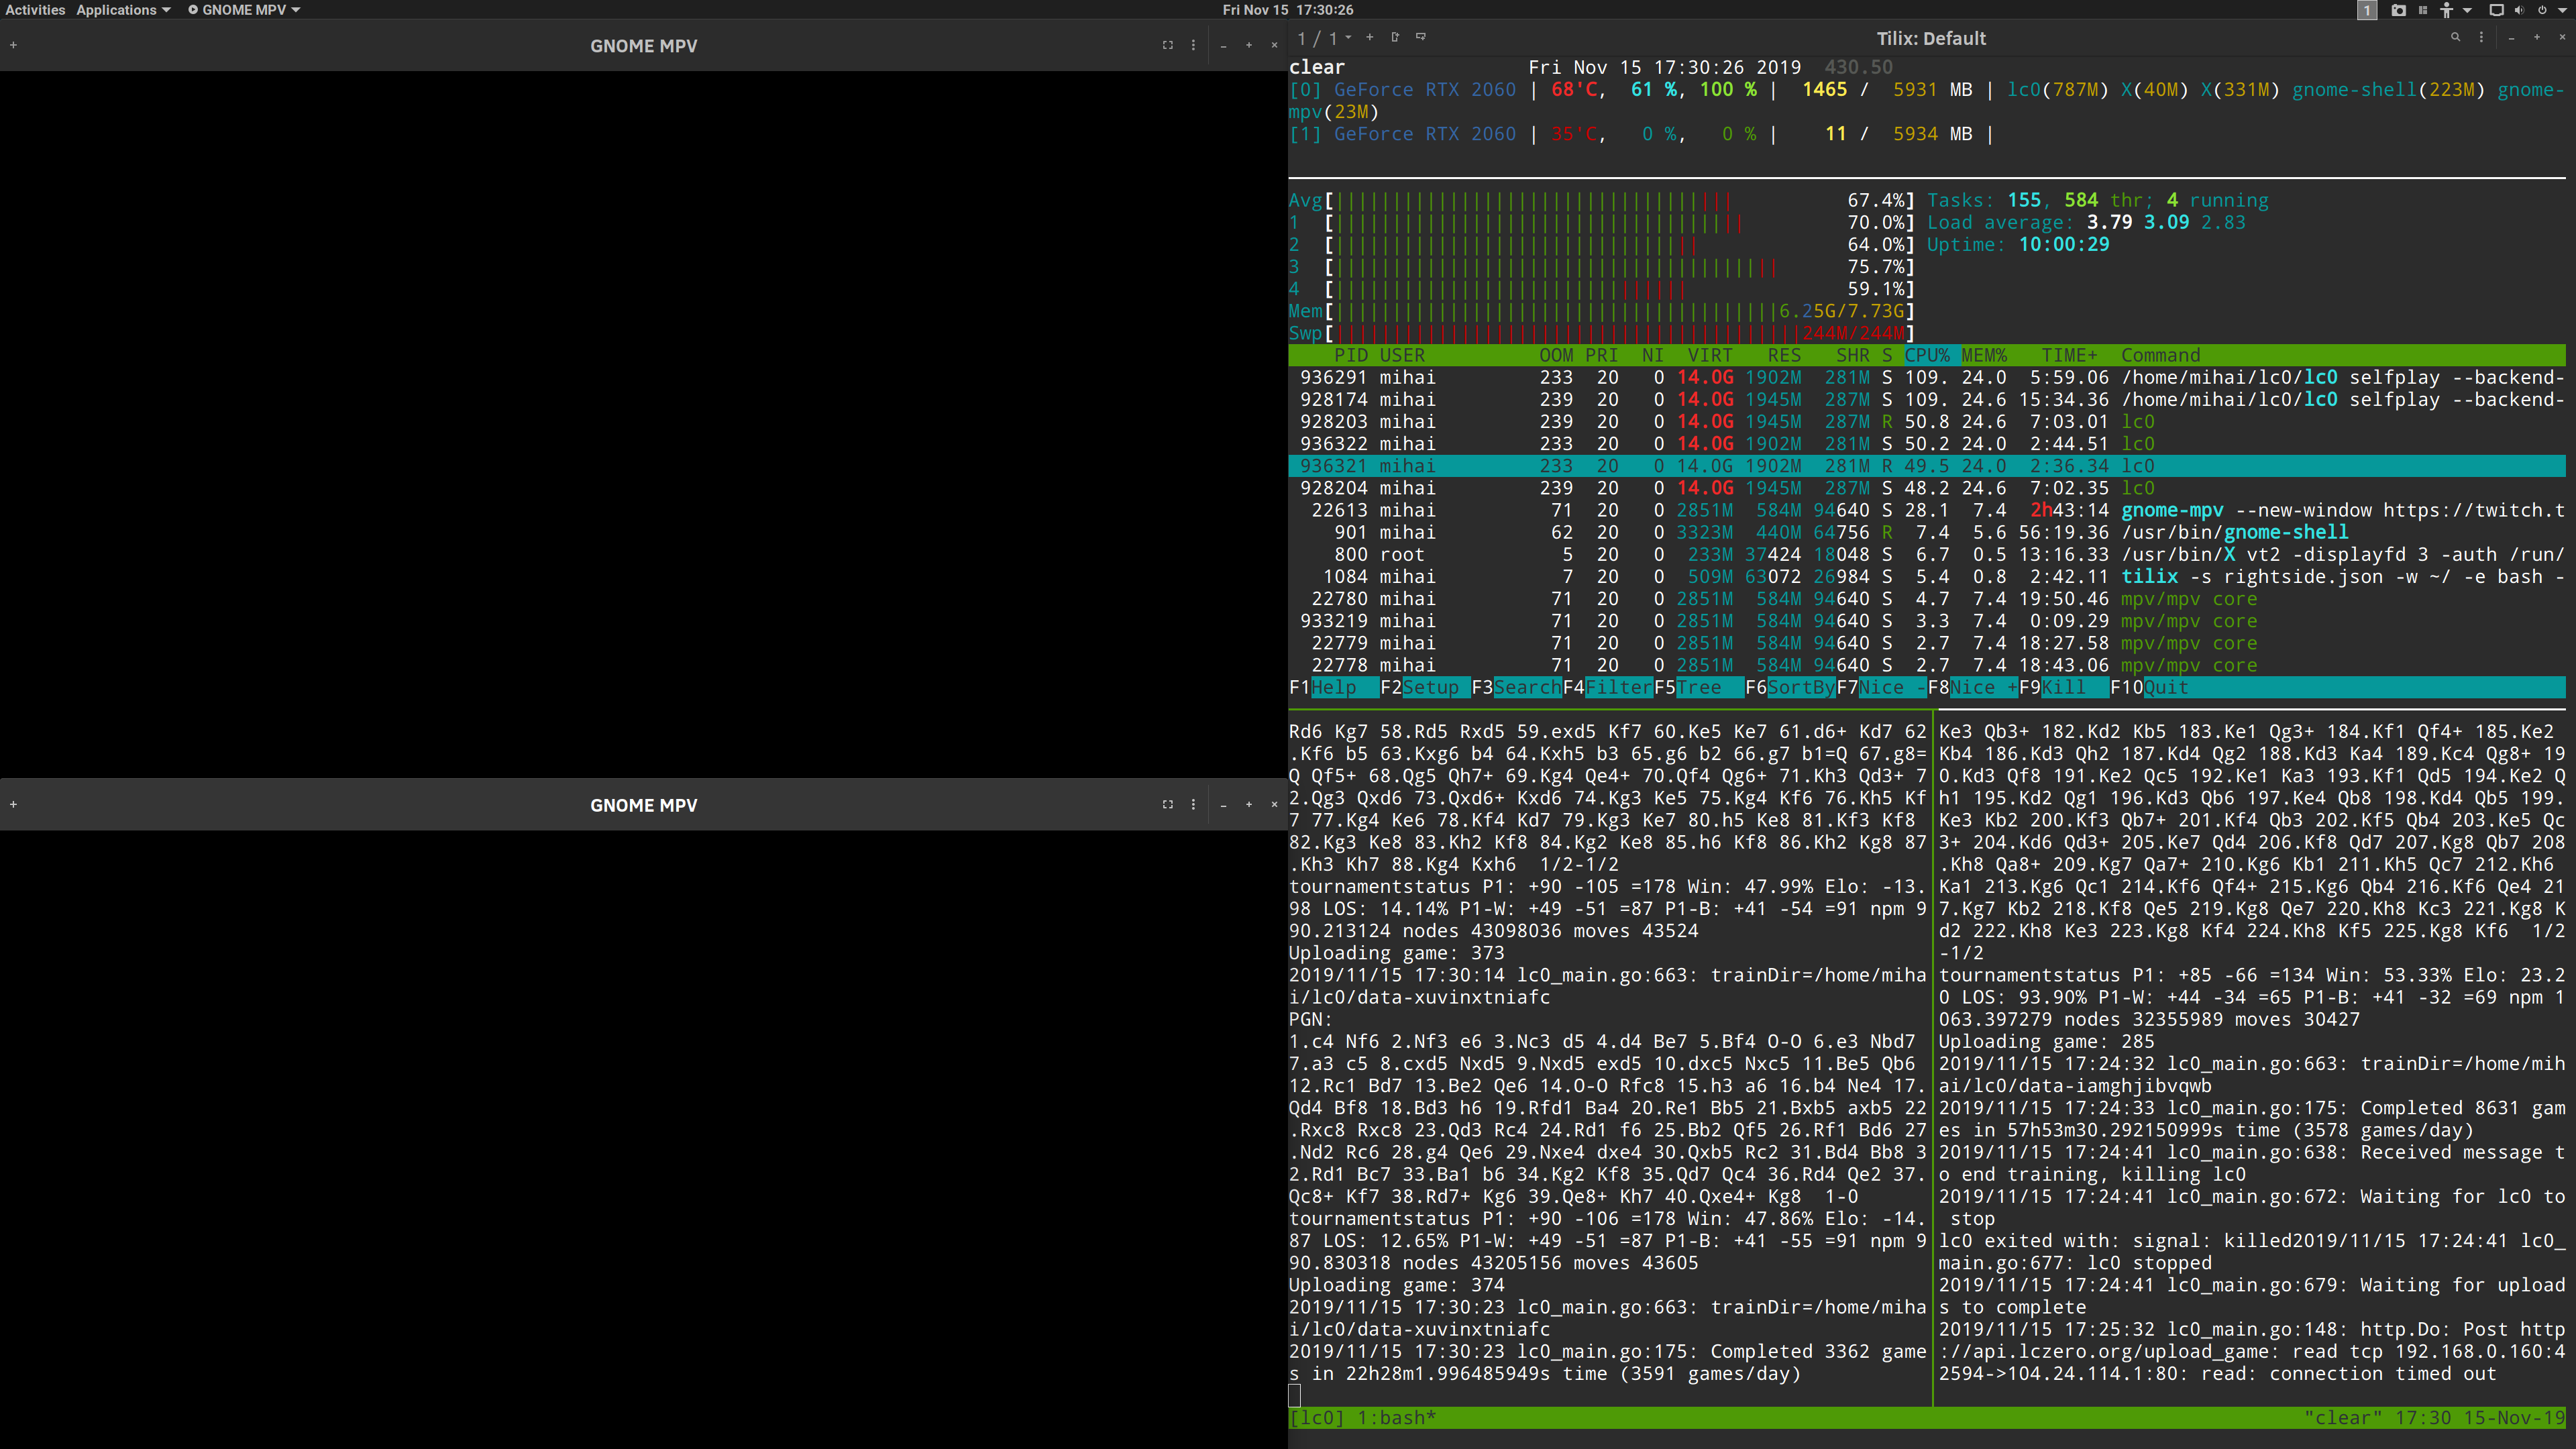 Activities Applications GNOME MPV Fri Nov 15 17:30:26 1
GNOME MPV
GNOME MPV
1 / 1 Tilix: Default
clear Fri Nov 15 17:30:26 2019 430.50
[0] GeForce RTX 2060 | 68'C, 61 %, 100 % | 1465 / 5931 MB | lc0(787M) X(40M) X(331M) gnome-shell(223M) gnome-
mpv(23M)
[1] GeForce RTX 2060 | 35'C, 0 %, 0 % | 11 / 5934 MB |
Avg[ 67.4%] Tasks: 155, 584 thr; 4 running
1 [ 70.0%] Load average: 3.79 3.09 2.83
2 [ 64.0%] Uptime: 10:00:29
3 [ 75.7%]
4 [ 59.1%]
Mem[ 6.25G/7.73G]
Swp[ 244M/244M]
PID USER OOM PRI NI VIRT RES SHR S CPU% MEM% TIME+ Command
936291 mihai 233 20 0 14.0G 1902M 281M S 109. 24.0 5:59.06 /home/mihai/lc0/lc0 selfplay --backend-
928174 mihai 239 20 0 14.0G 1945M 287M S 109. 24.6 15:34.36 /home/mihai/lc0/lc0 selfplay --backend-
928203 mihai 239 20 0 14.0G 1945M 287M R 50.8 24.6 7:03.01 lc0
936322 mihai 233 20 0 14.0G 1902M 281M S 50.2 24.0 2:44.51 lc0
936321 mihai 233 20 0 14.0G 1902M 281M R 49.5 24.0 2:36.34 lc0
928204 mihai 239 20 0 14.0G 1945M 287M S 48.2 24.6 7:02.35 lc0
22613 mihai 71 20 0 2851M 584M 94640 S 28.1 7.4 2h43:14 gnome-mpv --new-window https://twitch.t
901 mihai 62 20 0 3323M 440M 64756 R 7.4 5.6 56:19.36 /usr/bin/gnome-shell
800 root 5 20 0 233M 37424 18048 S 6.7 0.5 13:16.33 /usr/bin/X vt2 -displayfd 3 -auth /run/
1084 mihai 7 20 0 509M 63072 26984 S 5.4 0.8 2:42.11 tilix -s rightside.json -w ~/ -e bash -
22780 mihai 71 20 0 2851M 584M 94640 S 4.7 7.4 19:50.46 mpv/mpv core
933219 mihai 71 20 0 2851M 584M 94640 S 3.3 7.4 0:09.29 mpv/mpv core
22779 mihai 71 20 0 2851M 584M 94640 S 2.7 7.4 18:27.58 mpv/mpv core
22778 mihai 71 20 0 2851M 584M 94640 S 2.7 7.4 18:43.06 mpv/mpv core
F1Help F2Setup F3SearchF4FilterF5Tree F6SortByF7Nice -F8Nice +F9Kill F10Quit
Rd6 Kg7 58.Rd5 Rxd5 59.exd5 Kf7 60.Ke5 Ke7 61.d6+ Kd7 62
.Kf6 b5 63.Kxg6 b4 64.Kxh5 b3 65.g6 b2 66.g7 b1=Q 67.g8=
Q Qf5+ 68.Qg5 Qh7+ 69.Kg4 Qe4+ 70.Qf4 Qg6+ 71.Kh3 Qd3+ 7
2.Qg3 Qxd6 73.Qxd6+ Kxd6 74.Kg3 Ke5 75.Kg4 Kf6 76.Kh5 Kf
7 77.Kg4 Ke6 78.Kf4 Kd7 79.Kg3 Ke7 80.h5 Ke8 81.Kf3 Kf8
82.Kg3 Ke8 83.Kh2 Kf8 84.Kg2 Ke8 85.h6 Kf8 86.Kh2 Kg8 87
.Kh3 Kh7 88.Kg4 Kxh6 1/2-1/2
tournamentstatus P1: +90 -105 =178 Win: 47.99% Elo: -13.
98 LOS: 14.14% P1-W: +49 -51 =87 P1-B: +41 -54 =91 npm 9
90.213124 nodes 43098036 moves 43524
Uploading game: 373
2019/11/15 17:30:14 lc0_main.go:663: trainDir=/home/miha
i/lc0/data-xuvinxtniafc
PGN:
1.c4 Nf6 2.Nf3 e6 3.Nc3 d5 4.d4 Be7 5.Bf4 O-O 6.e3 Nbd7
7.a3 c5 8.cxd5 Nxd5 9.Nxd5 exd5 10.dxc5 Nxc5 11.Be5 Qb6
12.Rc1 Bd7 13.Be2 Qe6 14.O-O Rfc8 15.h3 a6 16.b4 Ne4 17.
Qd4 Bf8 18.Bd3 h6 19.Rfd1 Ba4 20.Re1 Bb5 21.Bxb5 axb5 22
.Rxc8 Rxc8 23.Qd3 Rc4 24.Rd1 f6 25.Bb2 Qf5 26.Rf1 Bd6 27
.Nd2 Rc6 28.g4 Qe6 29.Nxe4 dxe4 30.Qxb5 Rc2 31.Bd4 Bb8 3
2.Rd1 Bc7 33.Ba1 b6 34.Kg2 Kf8 35.Qd7 Qc4 36.Rd4 Qe2 37.
Qc8+ Kf7 38.Rd7+ Kg6 39.Qe8+ Kh7 40.Qxe4+ Kg8 1-0
tournamentstatus P1: +90 -106 =178 Win: 47.86% Elo: -14.
87 LOS: 12.65% P1-W: +49 -51 =87 P1-B: +41 -55 =91 npm 9
90.830318 nodes 43205156 moves 43605
Uploading game: 374
2019/11/15 17:30:23 lc0_main.go:663: trainDir=/home/miha
i/lc0/data-xuvinxtniafc
2019/11/15 17:30:23 lc0_main.go:175: Completed 3362 game
s in 22h28m1.996485949s time (3591 games/day)
Ke3 Qb3+ 182.Kd2 Kb5 183.Ke1 Qg3+ 184.Kf1 Qf4+ 185.Ke2
Kb4 186.Kd3 Qh2 187.Kd4 Qg2 188.Kd3 Ka4 189.Kc4 Qg8+ 19
0.Kd3 Qf8 191.Ke2 Qc5 192.Ke1 Ka3 193.Kf1 Qd5 194.Ke2 Q
h1 195.Kd2 Qg1 196.Kd3 Qb6 197.Ke4 Qb8 198.Kd4 Qb5 199.
Ke3 Kb2 200.Kf3 Qb7+ 201.Kf4 Qb3 202.Kf5 Qb4 203.Ke5 Qc
3+ 204.Kd6 Qd3+ 205.Ke7 Qd4 206.Kf8 Qd7 207.Kg8 Qb7 208
.Kh8 Qa8+ 209.Kg7 Qa7+ 210.Kg6 Kb1 211.Kh5 Qc7 212.Kh6
Ka1 213.Kg6 Qc1 214.Kf6 Qf4+ 215.Kg6 Qb4 216.Kf6 Qe4 21
7.Kg7 Kb2 218.Kf8 Qe5 219.Kg8 Qe7 220.Kh8 Kc3 221.Kg8 K
d2 222.Kh8 Ke3 223.Kg8 Kf4 224.Kh8 Kf5 225.Kg8 Kf6 1/2
-1/2
tournamentstatus P1: +85 -66 =134 Win: 53.33% Elo: 23.2
0 LOS: 93.90% P1-W: +44 -34 =65 P1-B: +41 -32 =69 npm 1
063.397279 nodes 32355989 moves 30427
Uploading game: 285
2019/11/15 17:24:32 lc0_main.go:663: trainDir=/home/mih
ai/lc0/data-iamghjibvqwb
2019/11/15 17:24:33 lc0_main.go:175: Completed 8631 gam
es in 57h53m30.292150999s time (3578 games/day)
2019/11/15 17:24:41 lc0_main.go:638: Received message t
o end training, killing lc0
2019/11/15 17:24:41 lc0_main.go:672: Waiting for lc0 to
stop
lc0 exited with: signal: killed2019/11/15 17:24:41 lc0_
main.go:677: lc0 stopped
2019/11/15 17:24:41 lc0_main.go:679: Waiting for upload
s to complete
2019/11/15 17:25:32 lc0_main.go:148: http.Do: Post http
://api.lczero.org/upload_game: read tcp 192.168.0.160:4
2594->104.24.114.1:80: read: connection timed out
[lc0] 1:bash* "clear" 17:30 15-Nov-19